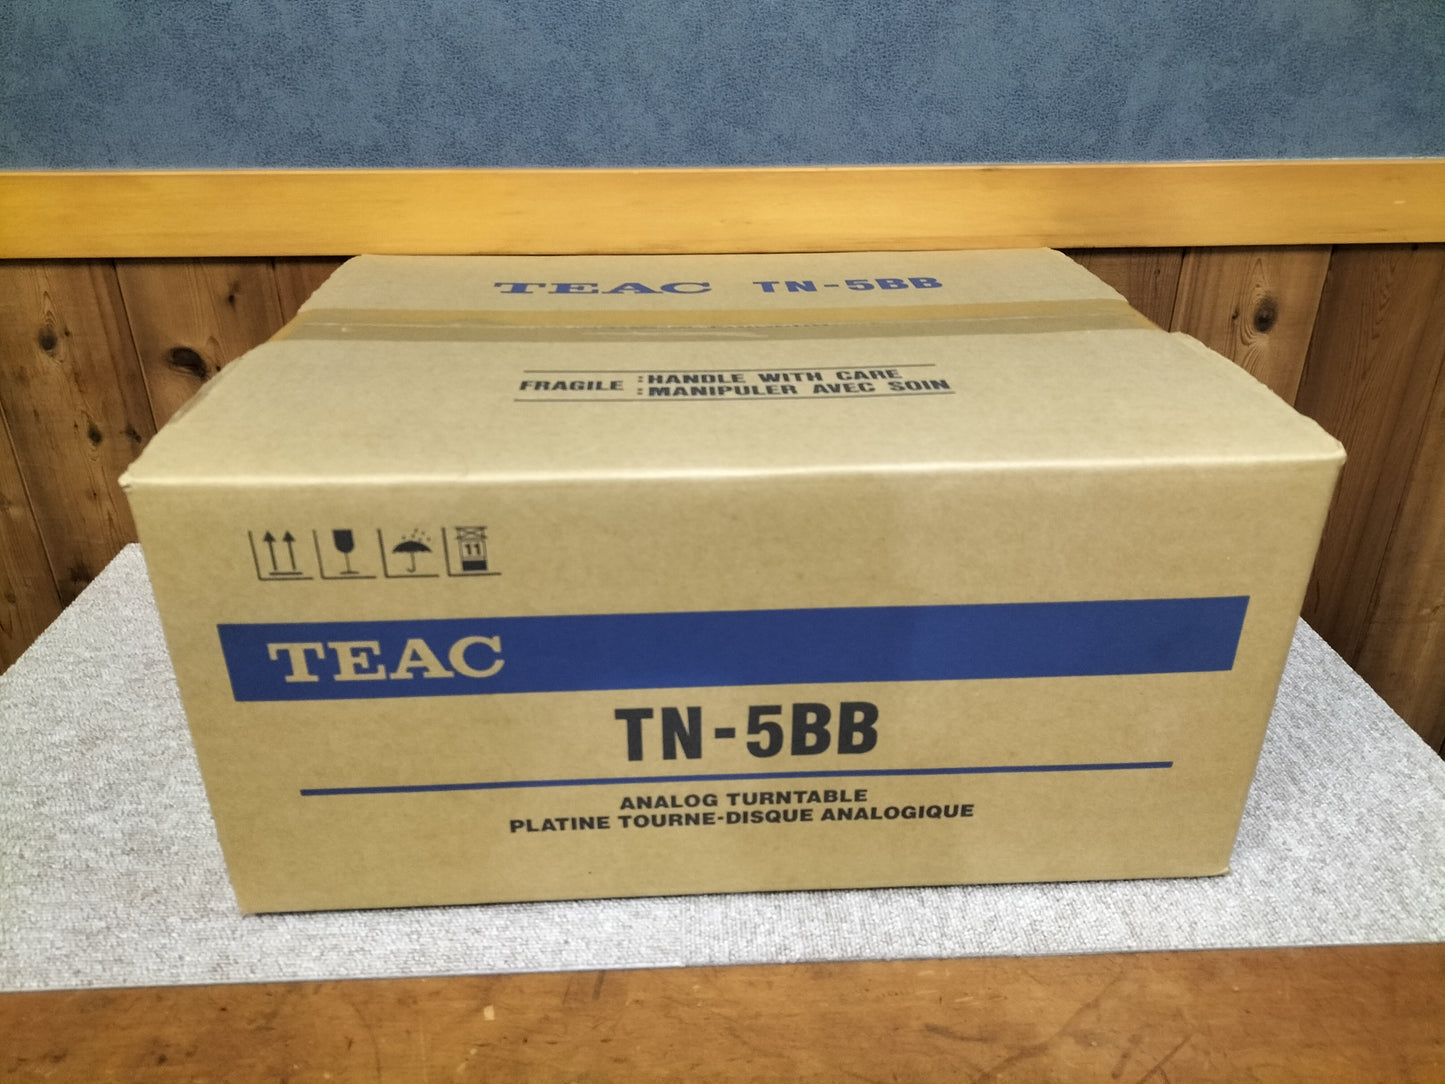 TEAC TN-5BB
FRAGILE :HANDLE WITH CARE
:MANIPULER AVEC SOIN
11
TEAC
TN-5BB
ANALOG TURNTABLE
PLATINE TOURNE-DISQUE ANALOGIQUE